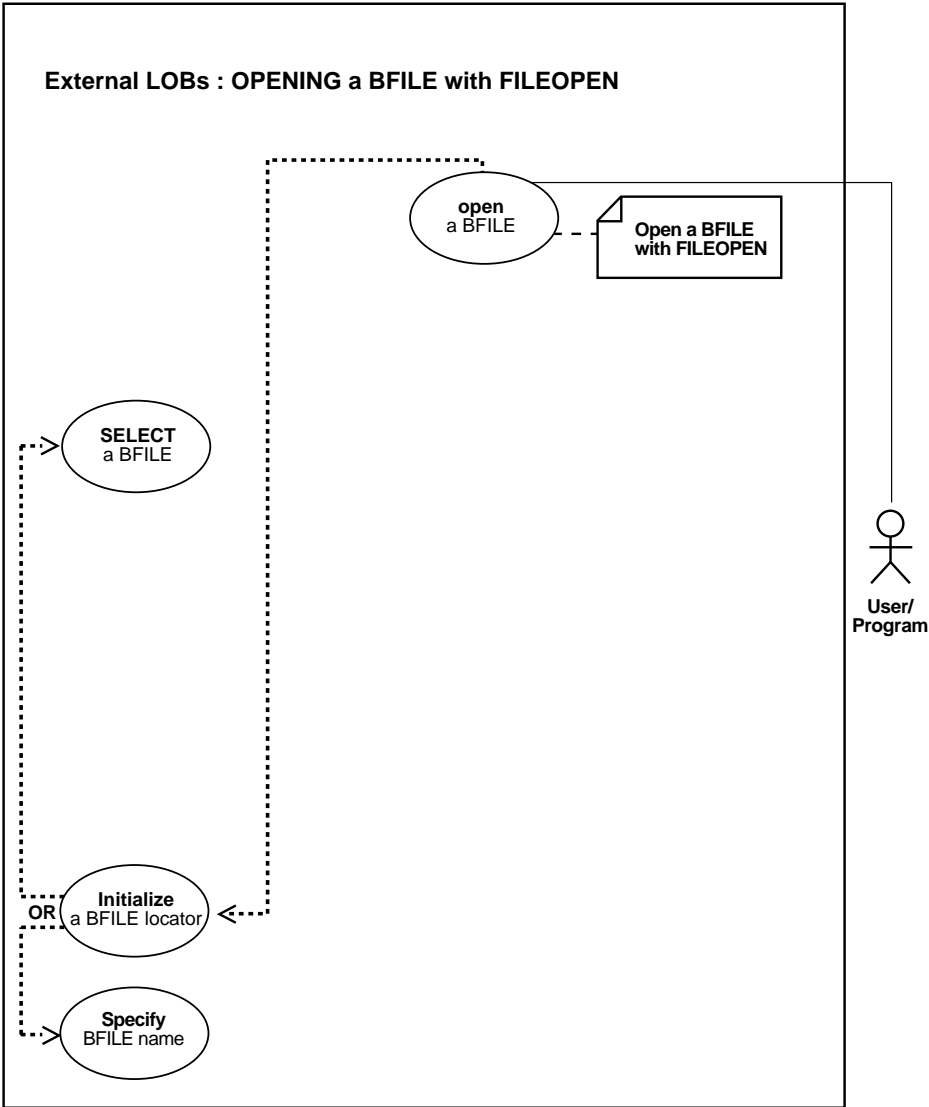 External LOBs : OPENING a BFILE with FILEOPEN
open
a BFILE
Open a BFILE
with FILEOPEN
SELECT
a BFILE
User/
Program
Initialize
a BFILE locator
OR
Specify
BFILE name